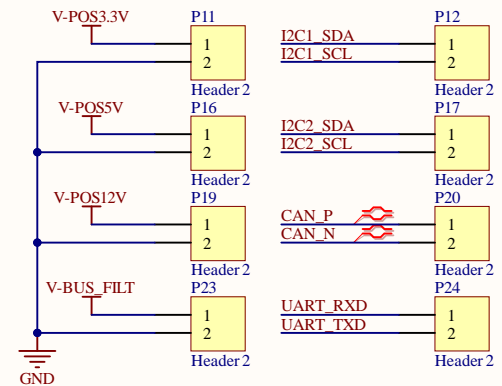 V-POS3.3V
P11
1
2
Header 2
P12
I2C1_SDA
1
I2C1_SCL
2
Header 2
V-POS5V
P16
1
2
Header 2
P17
I2C2_SDA
1
I2C2_SCL
2
Header 2
V-POS12V
P19
1
2
Header 2
P20
CAN_P
1
CAN_N
2
Header 2
V-BUS_FILT
P23
1
2
Header 2
P24
UART_RXD
1
UART_TXD
2
Header 2
GND